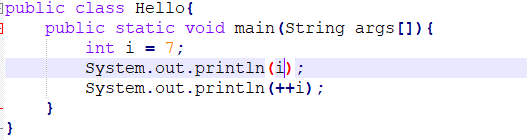 public class Hello{
    public static void main(String args[]){
        int i = 7;
        System.out.println(i);
        System.out.println(++i);
    }
}